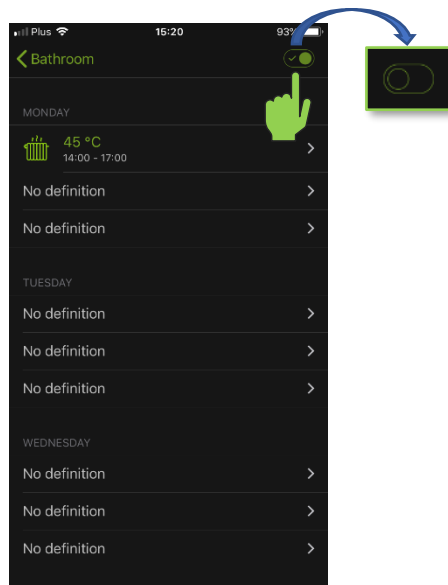 Plus 15:20 93%
Bathroom
MONDAY
45 °C
14:00 - 17:00
No definition
No definition
TUESDAY
No definition
No definition
No definition
WEDNESDAY
No definition
No definition
No definition